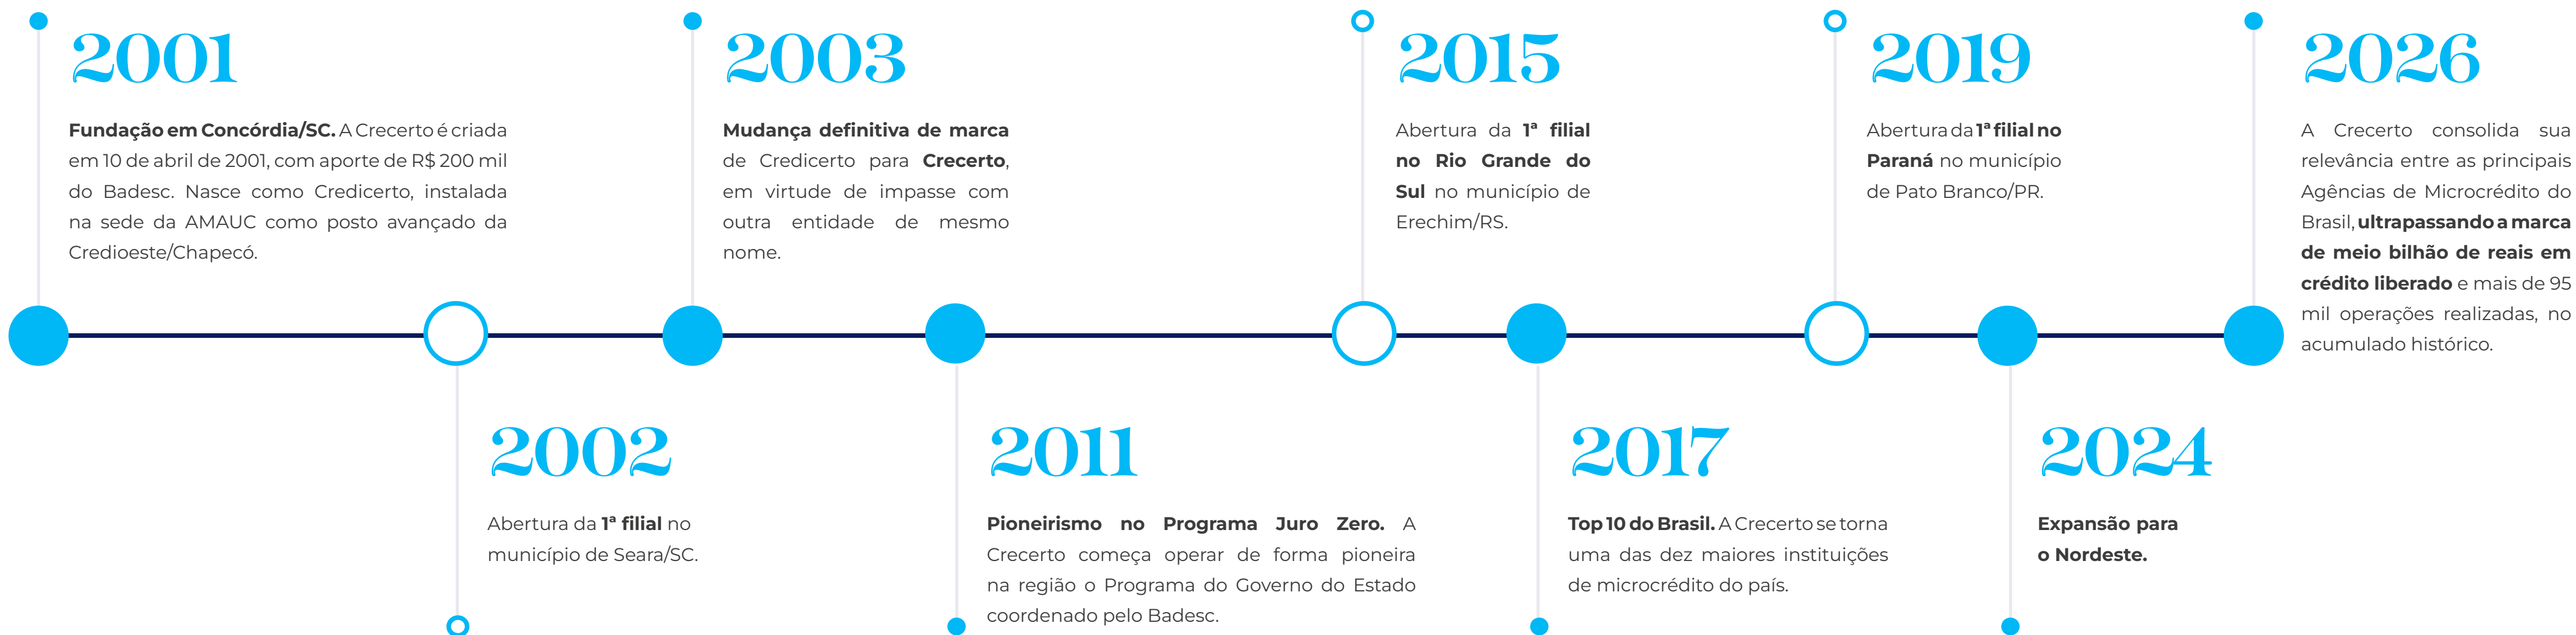 2001
Fundação em Concórdia/SC. A Crecerto é criada
em 10 de abril de 2001, com aporte de R$ 200 mil
do Badesc. Nasce como Credicerto, instalada
na sede da AMAUC como posto avançado da
Credioeste/Chapecó.
2002
Abertura da 1ª filial no
município de Seara/SC.
2003
Mudança definitiva de marca
de Credicerto para Crecerto,
em virtude de impasse com
outra entidade de mesmo
nome.
2011
Pioneirismo no Programa Juro Zero. A
Crecerto começa operar de forma pioneira
na região o Programa do Governo do Estado
coordenado pelo Badesc.
2015
Abertura da 1ª filial
no Rio Grande do
Sul no município de
Erechim/RS.
2017
Top 10 do Brasil. A Crecerto se torna
uma das dez maiores instituições
de microcrédito do país.
2019
Abertura da 1ª filial no
Paraná no município
de Pato Branco/PR.
2024
Expansão para
o Nordeste.
2026
A Crecerto consolida sua
relevância entre as principais
Agências de Microcrédito do
Brasil, ultrapassando a marca
de meio bilhão de reais em
crédito liberado e mais de 95
mil operações realizadas, no
acumulado histórico.